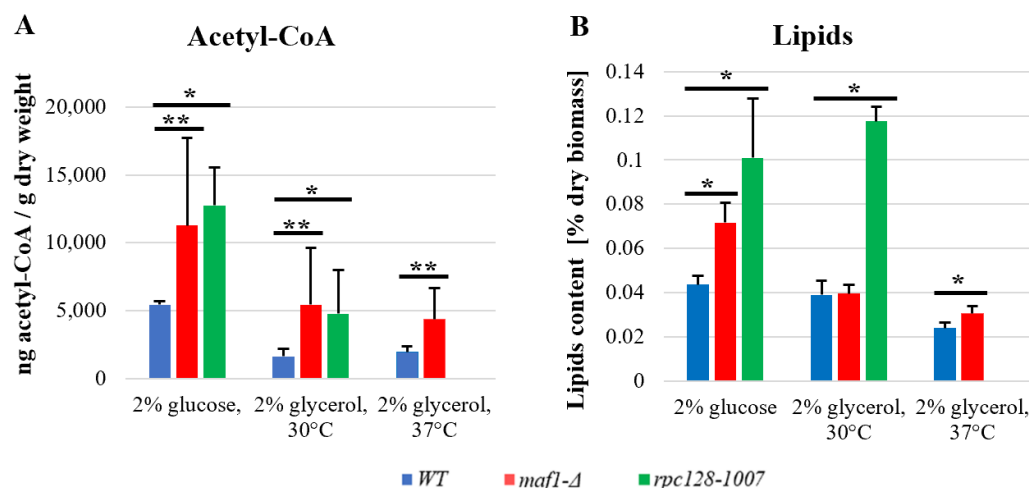 A
Acetyl-CoA
ng acetyl-CoA / g dry weight
20,000
15,000
10,000
5,000
0
*
**
*
**
**
2% glucose,
2% glycerol,
30°C
2% glycerol,
37°C
B
Lipids
Lipids content [% dry biomass]
0.14
0.12
0.1
0.08
0.06
0.04
0.02
0
*
*
*
*
2% glucose
2% glycerol,
30°C
2% glycerol,
37°C
WT
maf1-Δ
rpc128-1007